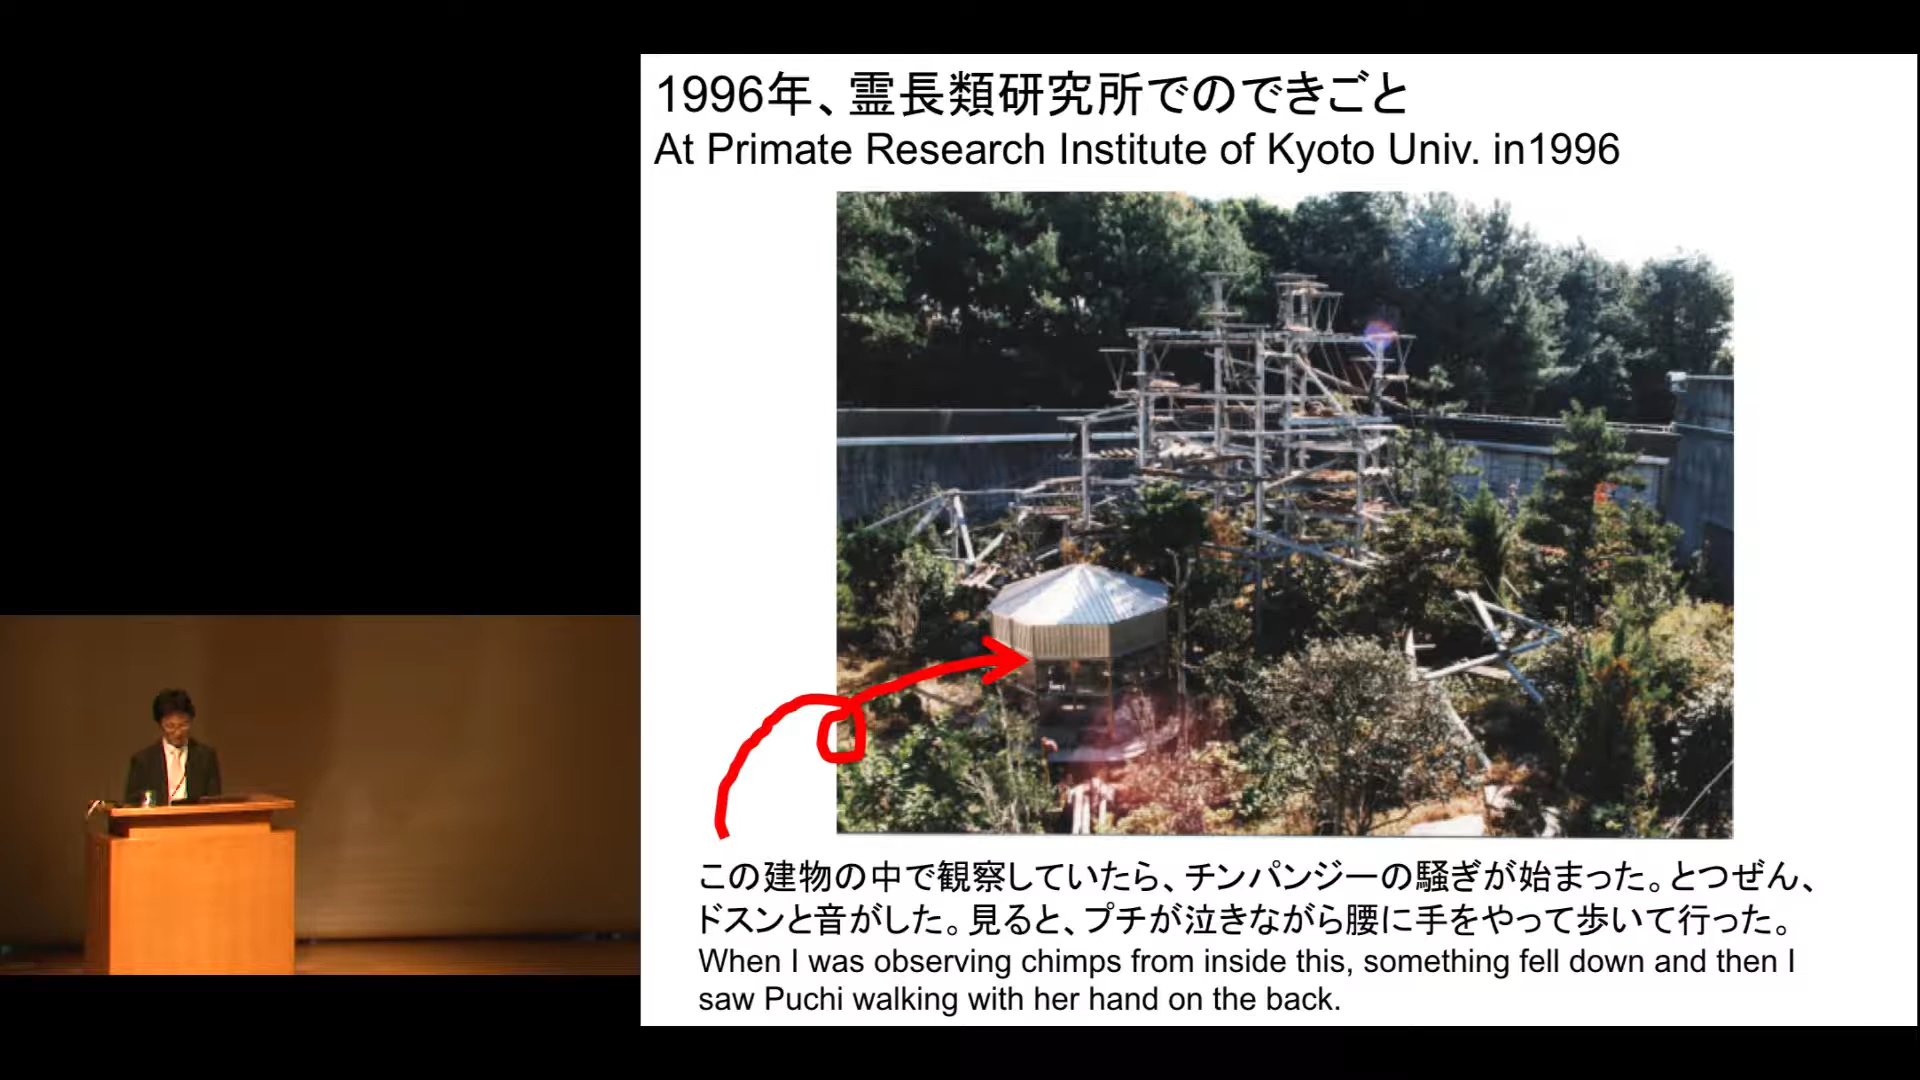 1996年、霊長類研究所でのできごと
At Primate Research Institute of Kyoto Univ. in1996
この建物の中で観察していたら、チンパンジーの騒ぎが始まった。とつぜん、
ドスンと音がした。見ると、プチが泣きながら腰に手をやって歩いて行った。
When I was observing chimps from inside this, something fell down and then I
saw Puchi walking with her hand on the back.